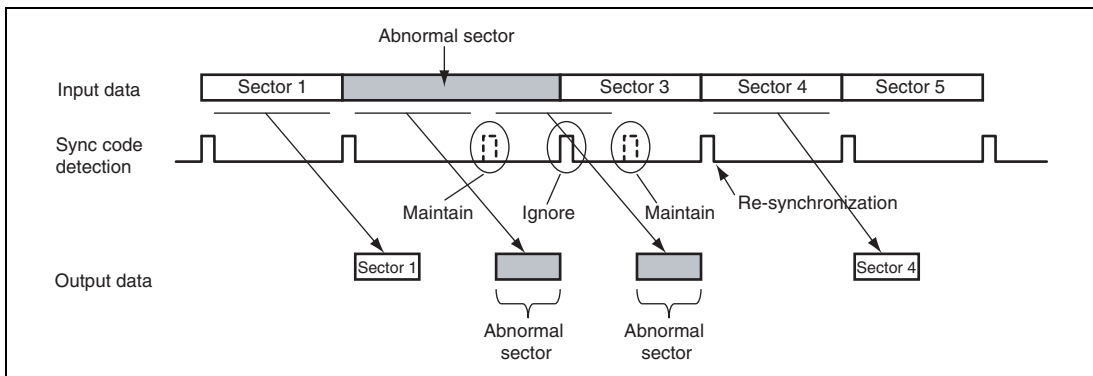 Abnormal sector
Input data
Sector 1
Sector 3
Sector 4
Sector 5
Sync code
detection
Maintain
Ignore
Maintain
Re-synchronization
Output data
Sector 1
Sector 4
Abnormal
sector
Abnormal
sector